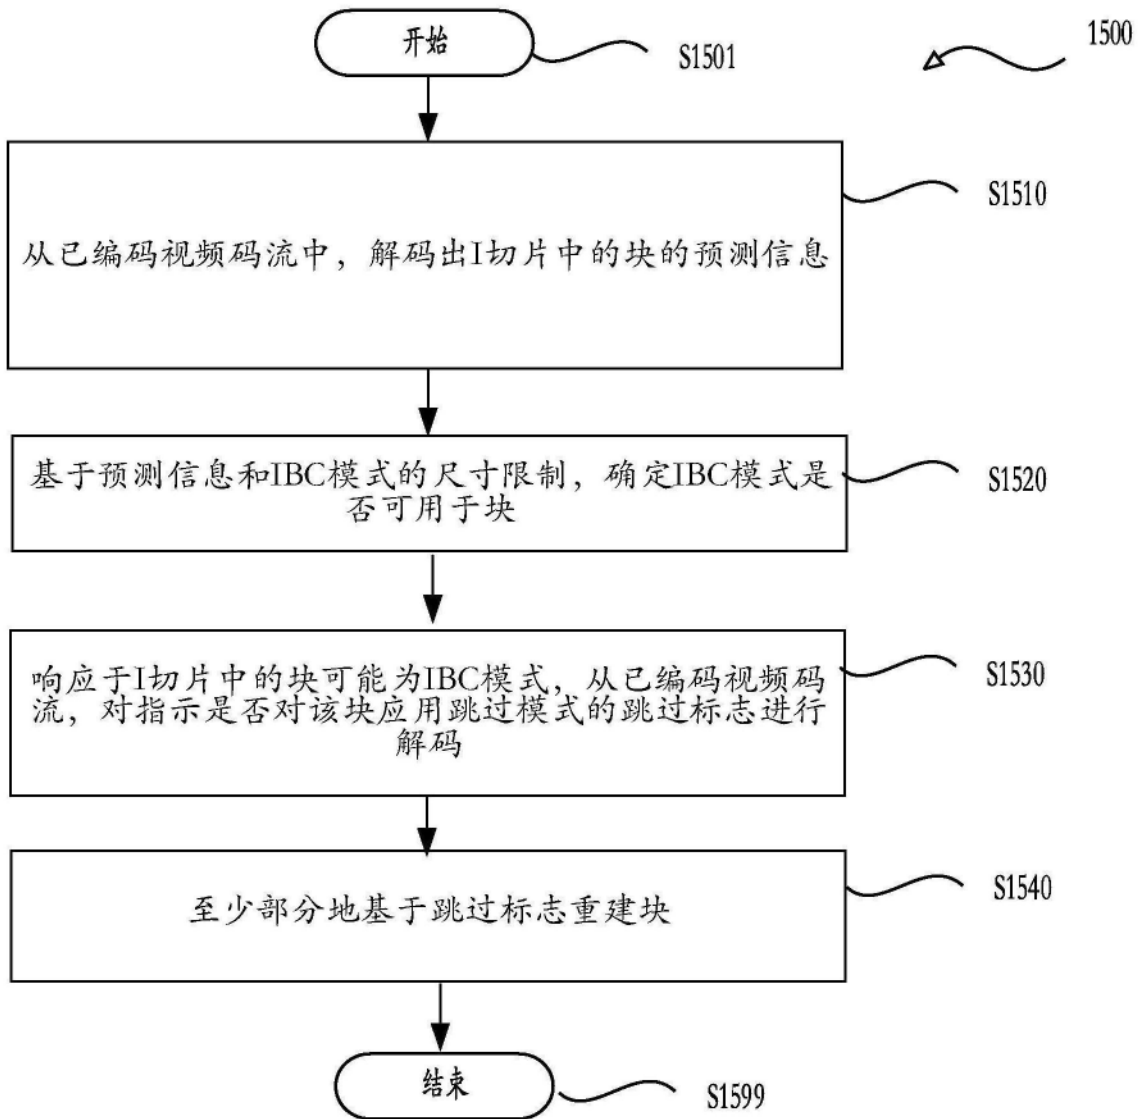 开始
S1501
1500
从已编码视频码流中，解码出I切片中的块的预测信息
S1510
基于预测信息和IBC模式的尺寸限制，确定IBC模式是
否可用于块
S1520
响应于I切片中的块可能为IBC模式，从已编码视频码
流，对指示是否对该块应用跳过模式的跳过标志进行
解码
S1530
至少部分地基于跳过标志重建块
S1540
结束
S1599